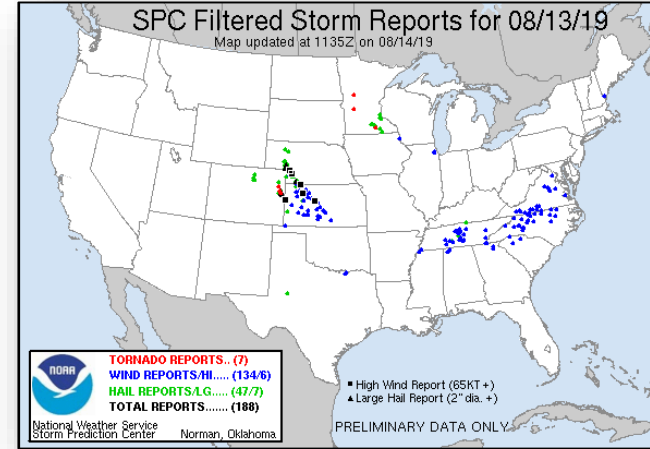 SPC Filtered Storm Reports for 08/13/19
Map updated at 1135Z on 08/14/19
NOAA
TORNADO REPORTS.. (7)
WIND REPORTS/HI..... (134/6)
HAIL REPORTS/LG..... (47/7)
TOTAL REPORTS....... (188)
National Weather Service
Storm Prediction Center Norman, Oklahoma
High Wind Report (65KT +)
Large Hail Report (2" dia. +)
PRELIMINARY DATA ONLY